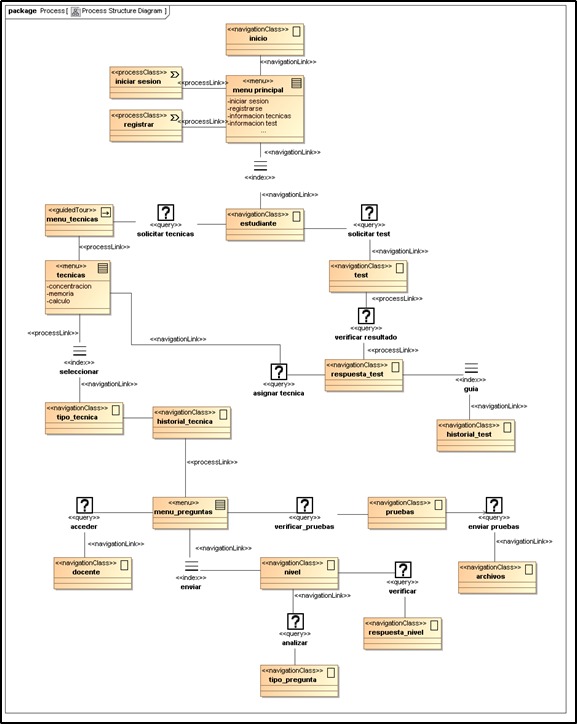 package Process [ Process Structure Diagram ]
<<navigationClass>>
inicio
<<navigationLink>>
<<processClass>>
iniciar sesion
<<processLink>>
<<menu>>
menu principal
-iniciar sesion
-registrarse
-informacion tecnicas
-informacion test
...
<<processClass>>
registrar
<<processLink>>
<<navigationLink>>
<<index>>
<<navigationLink>>
<<guidedTour>>
menu_tecnicas
<<query>>
solicitar tecnicas
<<navigationClass>>
estudiante
<<query>>
solicitar test
<<processLink>>
<<navigationLink>>
<<menu>>
tecnicas
-concentracion
-memoria
-calculo
<<navigationClass>>
test
<<processLink>>
<<query>>
verificar resultado
<<processLink>>
<<navigationLink>>
<<processLink>>
<<index>>
seleccionar
<<query>>
asignar tecnica
<<navigationClass>>
respuesta_test
<<index>>
guia
<<navigationLink>>
<<navigationLink>>
<<navigationClass>>
tipo_tecnica
<<navigationClass>>
historial_tecnica
<<navigationClass>>
historial_test
<<processLink>>
<<query>>
acceder
<<menu>>
menu_preguntas
<<query>>
verificar_pruebas
<<navigationClass>>
pruebas
<<query>>
enviar pruebas
<<navigationLink>>
<<navigationLink>>
<<navigationLink>>
<<navigationClass>>
docente
<<index>>
enviar
<<navigationClass>>
nivel
<<query>>
verificar
<<navigationClass>>
archivos
<<navigationLink>>
<<navigationLink>>
<<query>>
analizar
<<navigationClass>>
respuesta_nivel
<<navigationClass>>
tipo_pregunta